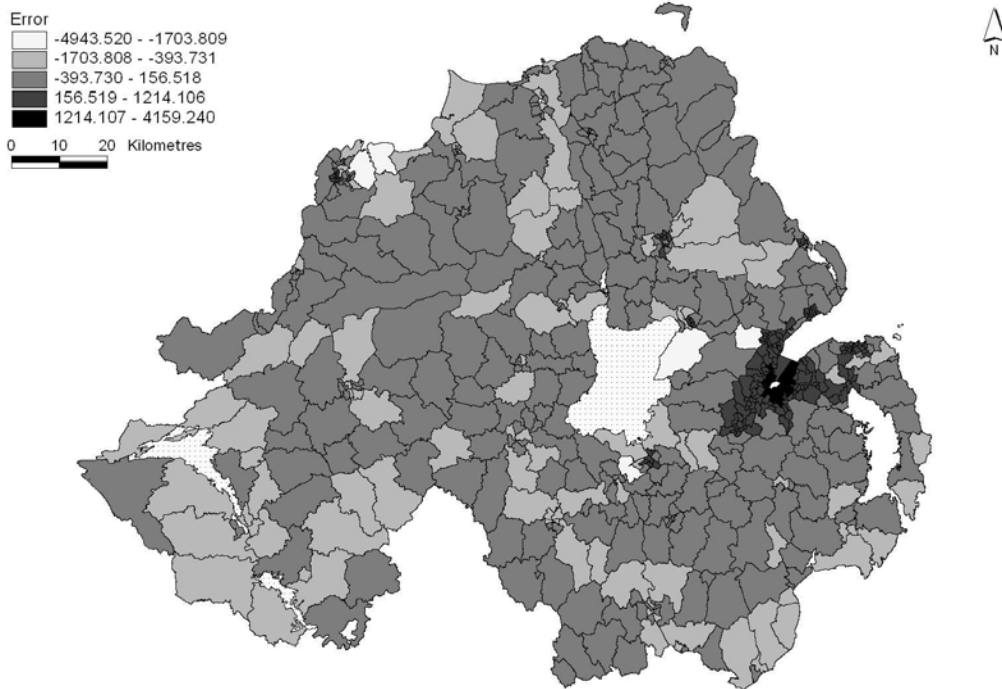 Error
-4943.520 - -1703.809
-1703.808 - -393.731
-393.730 - 156.518
156.519 - 1214.106
1214.107 - 4159.240
0 10 20 Kilometres
N